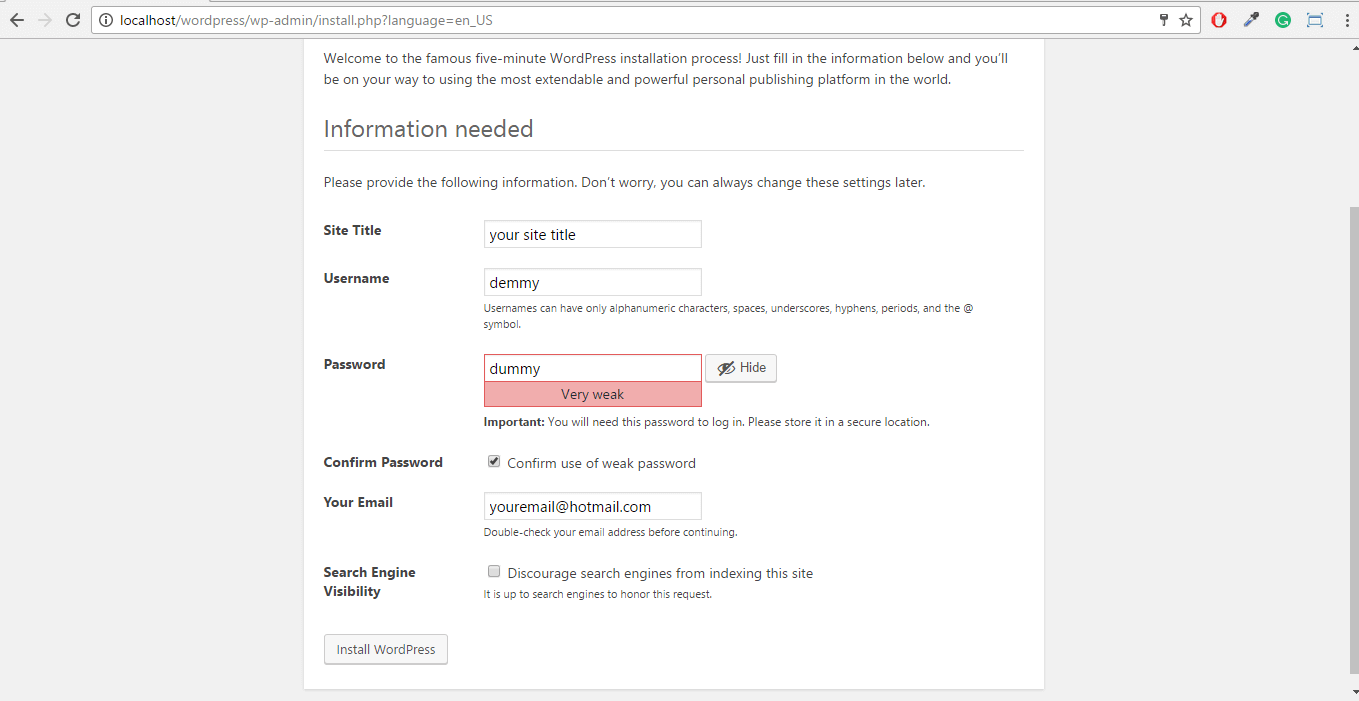 localhost/wordpress/wp-admin/install.php?language=en_US
Welcome to the famous five-minute WordPress installation process! Just fill in the information below and you’ll
be on your way to using the most extendable and powerful personal publishing platform in the world.
Information needed
Please provide the following information. Don’t worry, you can always change these settings later.
Site Title
your site title
Username
demmy
Usernames can have only alphanumeric characters, spaces, underscores, hyphens, periods, and the @
symbol.
Password
dummy
Hide
Very weak
Important: You will need this password to log in. Please store it in a secure location.
Confirm Password
Confirm use of weak password
Your Email
youremail@hotmail.com
Double-check your email address before continuing.
Search Engine
Visibility
Discourage search engines from indexing this site
It is up to search engines to honor this request.
Install WordPress